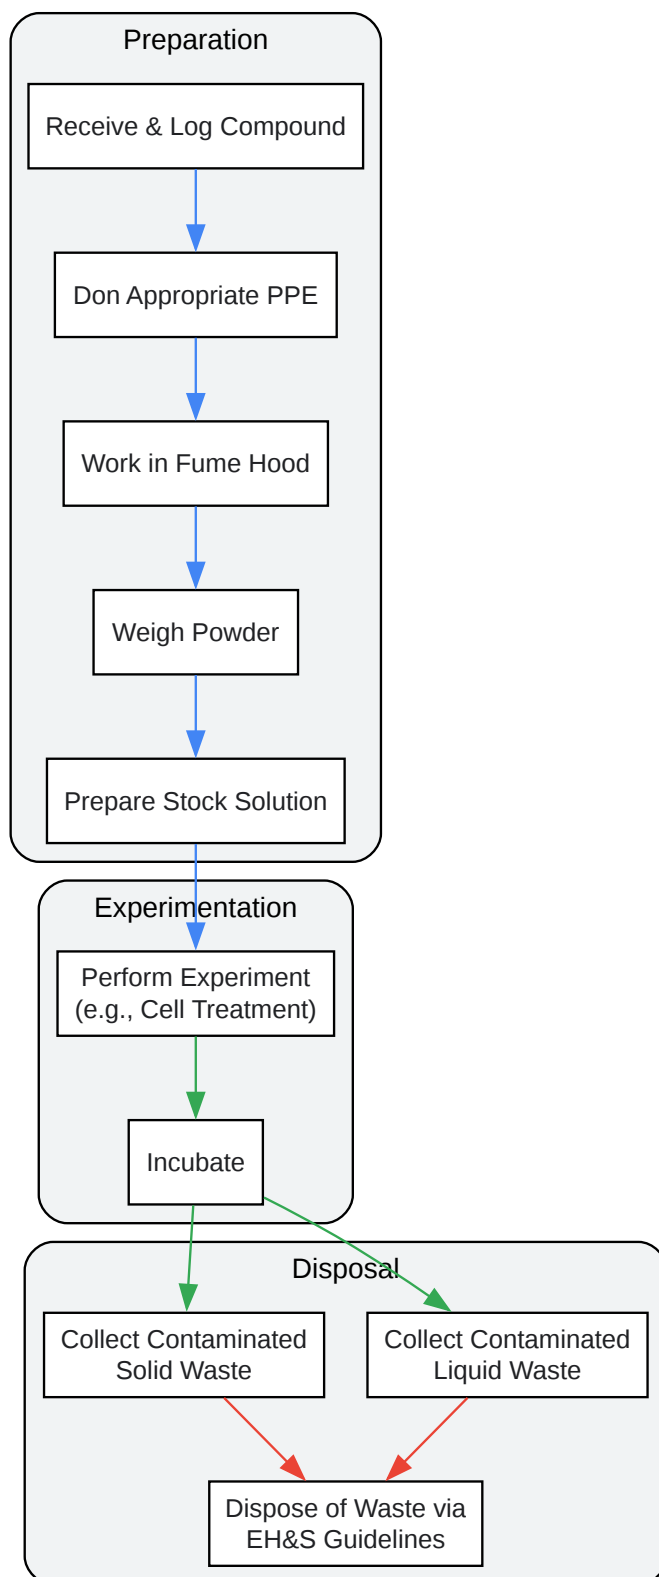 Preparation
Receive & Log Compound
Don Appropriate PPE
Work in Fume Hood
Weigh Powder
Prepare Stock Solution
Experimentation
Perform Experiment
(e.g., Cell Treatment)
Incubate
Disposal
Collect Contaminated
Solid Waste
Collect Contaminated
Liquid Waste
Dispose of Waste via
EH&S Guidelines